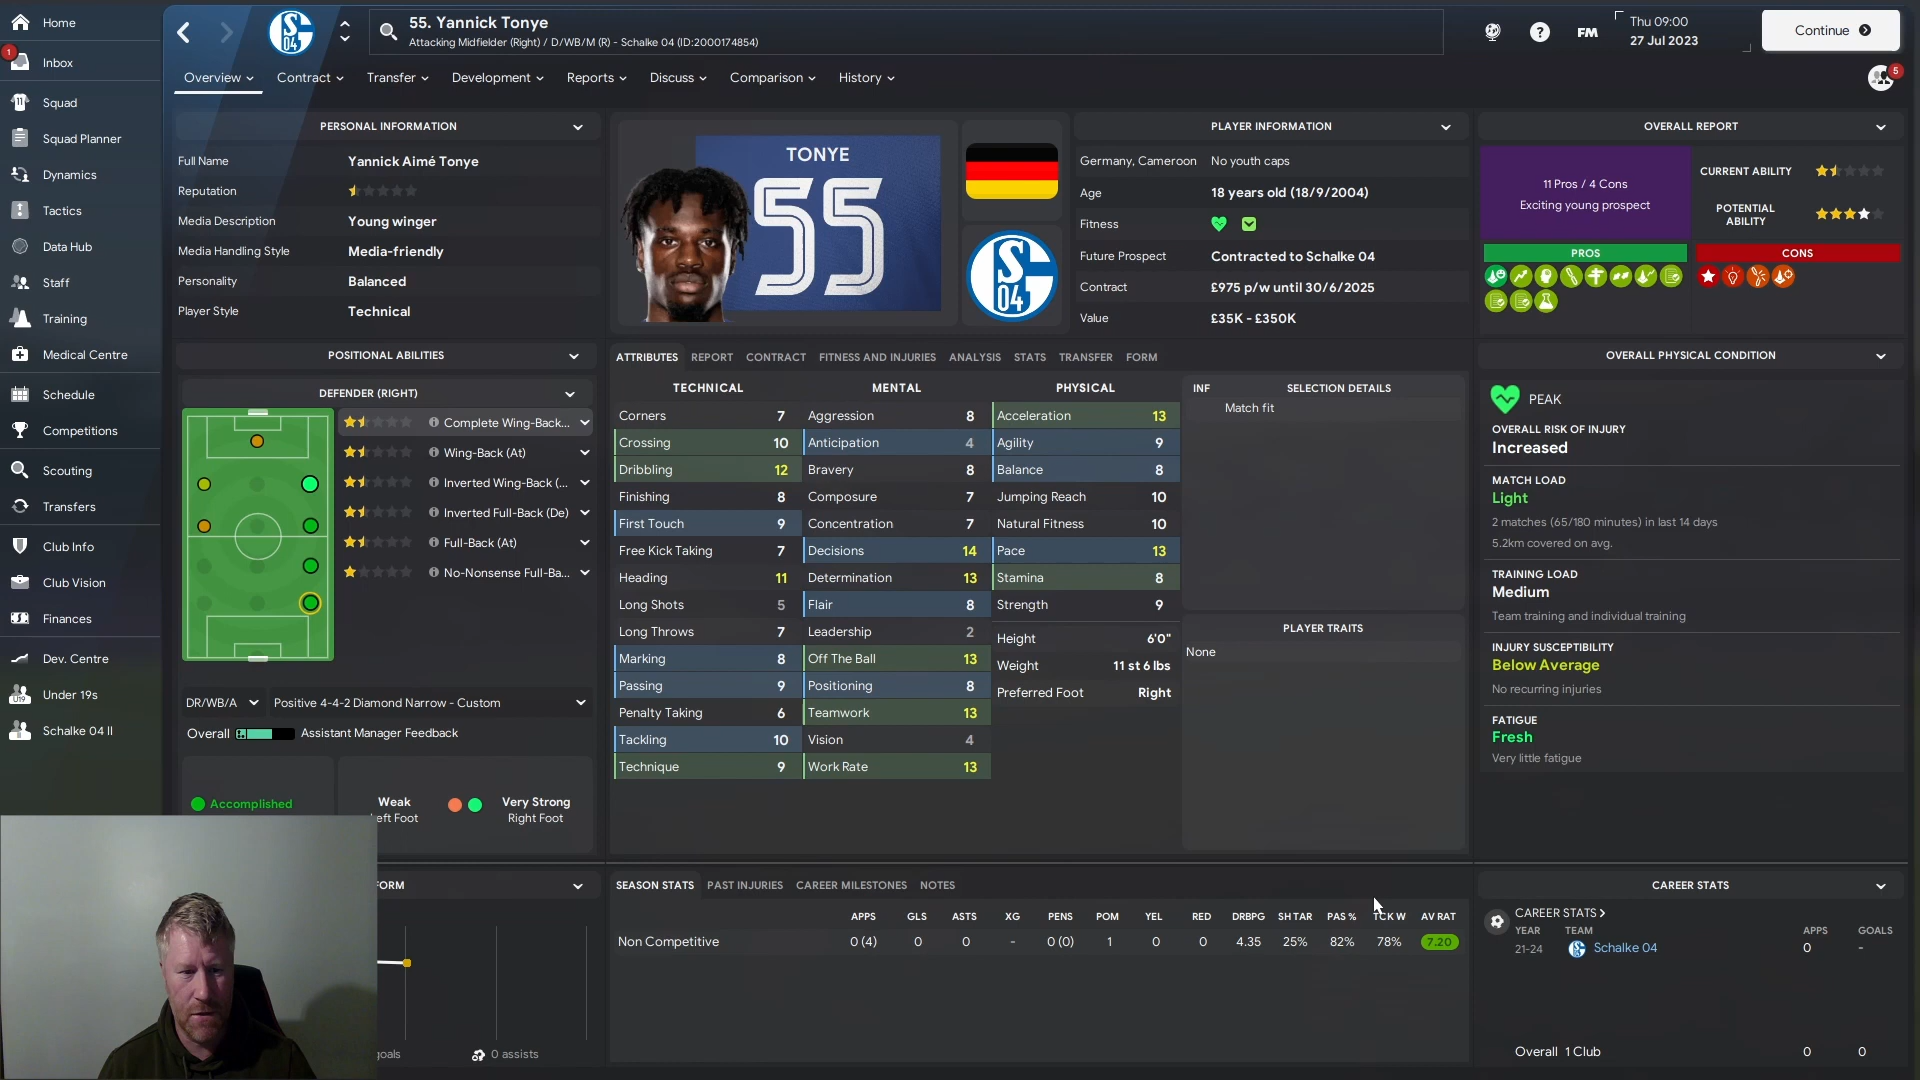 Home
Inbox
1
Squad
Squad Planner
Dynamics
Tactics
Data Hub
Staff
Training
Medical Centre
Schedule
Competitions
Scouting
Transfers
Club Info
Club Vision
Finances
Dev. Centre
Under 19s
Schalke 04 II
55. Yannick Tonye
Attacking Midfielder (Right) / D/WB/M (R) - Schalke 04 (ID:2000174854)
FM
Thu 09:00
27 Jul 2023
Continue
Overview Contract Transfer Development Reports Discuss Comparison History
5
PERSONAL INFORMATION
Full Name Yannick Aimé Tonye
Reputation
Media Description Young winger
Media Handling Style Media-friendly
Personality Balanced
Player Style Technical
TONYE
55
S
04
PLAYER INFORMATION
Germany, Cameroon No youth caps
Age 18 years old (18/9/2004)
Fitness
Future Prospect Contracted to Schalke 04
Contract £975 p/w until 30/6/2025
Value £35K - £350K
OVERALL REPORT
11 Pros / 4 Cons
Exciting young prospect
CURRENT ABILITY
POTENTIAL
ABILITY
PROS CONS
POSITIONAL ABILITIES
DEFENDER (RIGHT)
Complete Wing-Back...
Wing-Back (At)
Inverted Wing-Back (...
Inverted Full-Back (De)
Full-Back (At)
No-Nonsense Full-Ba...
DR/WB/A Positive 4-4-2 Diamond Narrow - Custom
Overall Assistant Manager Feedback
Accomplished
Weak
eft Foot
Very Strong
Right Foot
ATTRIBUTES REPORT CONTRACT FITNESS AND INJURIES ANALYSIS STATS TRANSFER FORM
TECHNICAL MENTAL PHYSICAL
Corners 7 Aggression 8 Acceleration 13
Crossing 10 Anticipation 4 Agility 9
Dribbling 12 Bravery 8 Balance 8
Finishing 8 Composure 7 Jumping Reach 10
First Touch 9 Concentration 7 Natural Fitness 10
Free Kick Taking 7 Decisions 14 Pace 13
Heading 11 Determination 13 Stamina 8
Long Shots 5 Flair 8 Strength 9
Long Throws 7 Leadership 2 Height 6'0"
Marking 8 Off The Ball 13 Weight 11 st 6 lbs
Passing 9 Positioning 8 Preferred Foot Right
Penalty Taking 6 Teamwork 13
Tackling 10 Vision 4
Technique 9 Work Rate 13
INF SELECTION DETAILS
Match fit
PLAYER TRAITS
None
OVERALL PHYSICAL CONDITION
PEAK
OVERALL RISK OF INJURY
Increased
MATCH LOAD
Light
2 matches (65/180 minutes) in last 14 days
5.2km covered on avg.
TRAINING LOAD
Medium
Team training and individual training
INJURY SUSCEPTIBILITY
Below Average
No recurring injuries
FATIGUE
Fresh
Very little fatigue
FORM
goals 0 assists
SEASON STATS PAST INJURIES CAREER MILESTONES NOTES
APPS GLS ASTS XG PENS POM YEL RED DRBPG SH TAR PAS % TCK W AV RAT
Non Competitive 0 (4) 0 0 - 0 (0) 1 0 0 4.35 25% 82% 78% 7.20
CAREER STATS
CAREER STATS
YEAR TEAM APPS GOALS
21-24 Schalke 04 0 -
Overall 1 Club 0 0